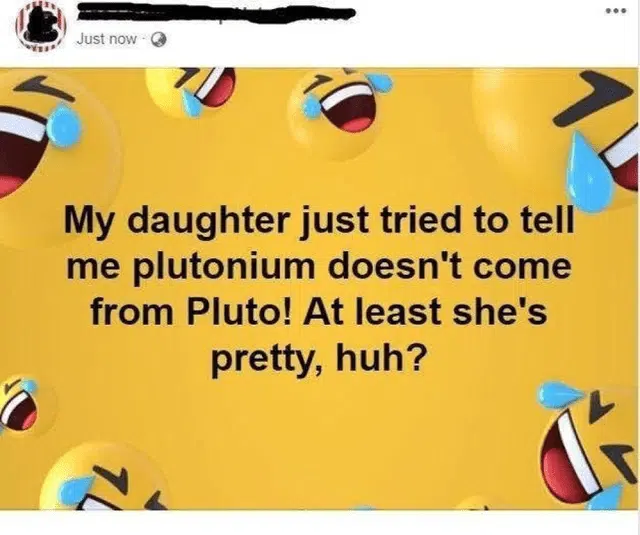 Just now ·
My daughter just tried to tell
me plutonium doesn't come
from Pluto! At least she's
pretty, huh?